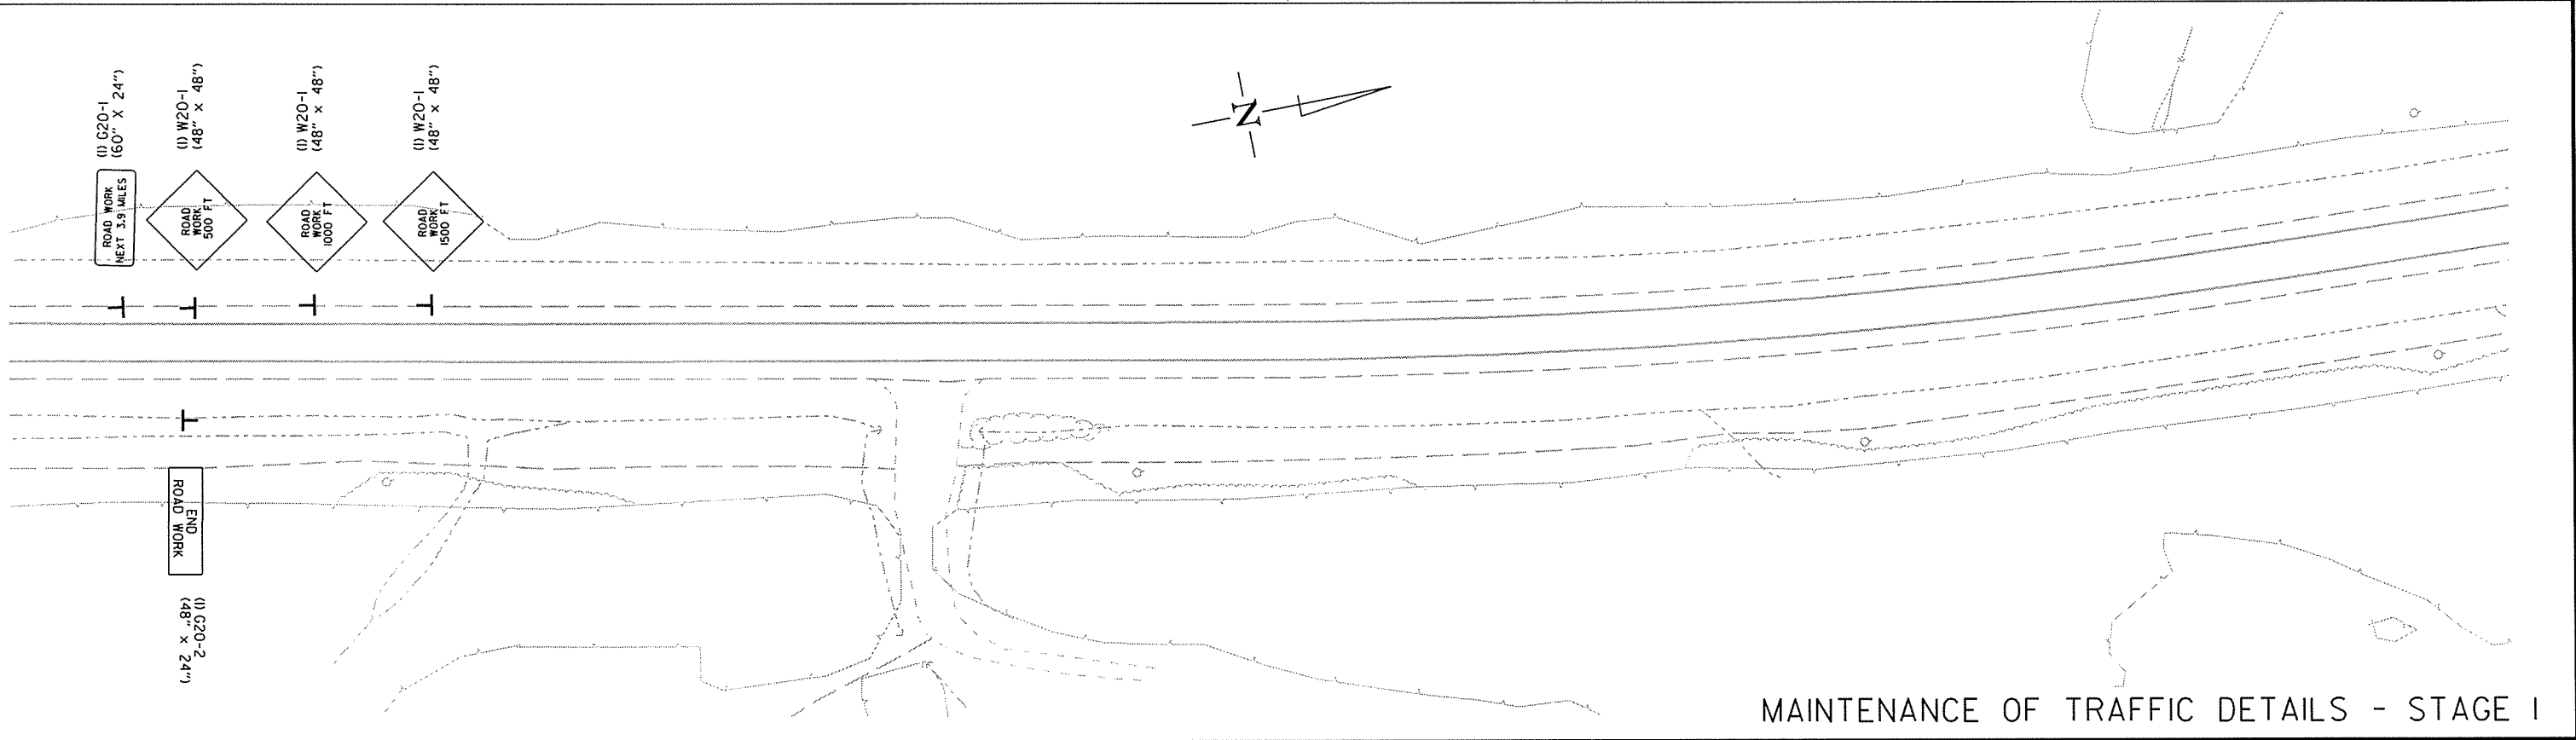 (1) G20-1
(60" X 24")
ROAD WORK
NEXT 3.9 MILES
(1) W20-1
(48" x 48")
ROAD
WORK
500 FT
(1) W20-1
(48" x 48")
ROAD
WORK
1000 FT
(1) W20-1
(48" x 48")
ROAD
WORK
1500 FT
N
END
ROAD WORK
(1) G20-2
(48" x 24")
MAINTENANCE OF TRAFFIC DETAILS - STAGE 1